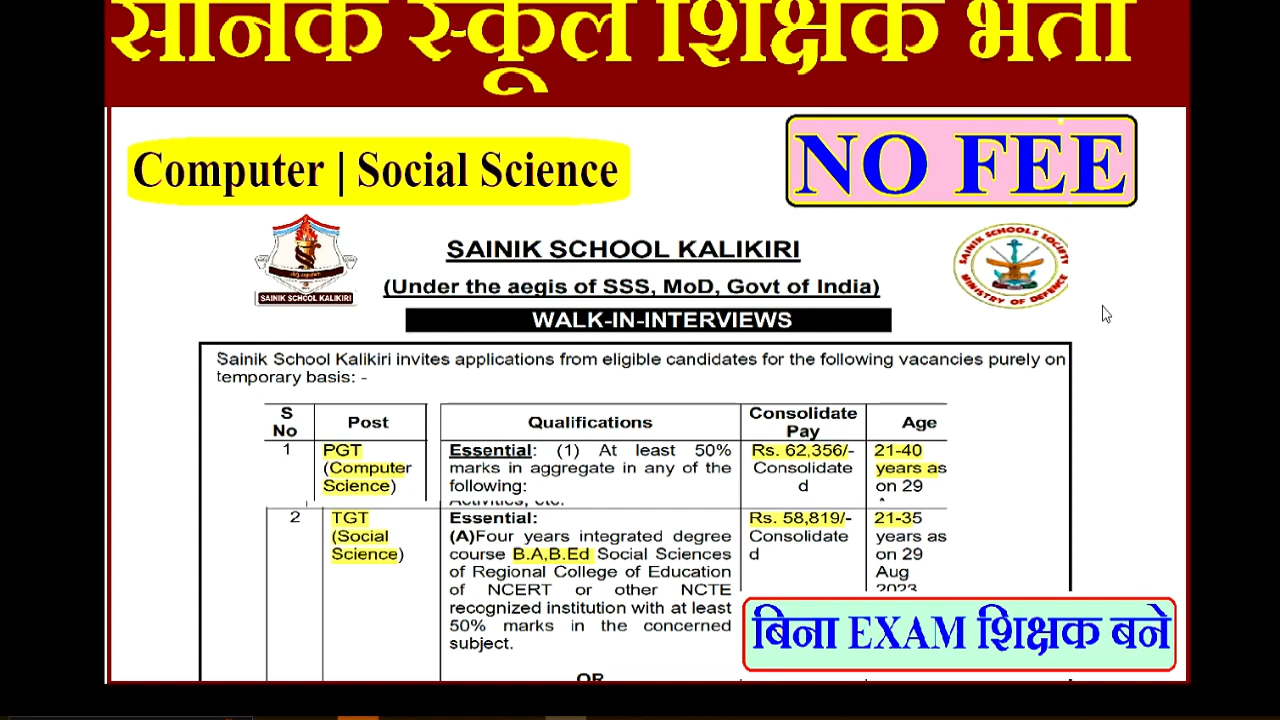 सैनिक स्कूल शिक्षक भर्ती
Computer | Social Science
NO FEE
SAINIK SCHOOL KALIKIRI
(Under the aegis of SSS, MoD, Govt of India)
WALK-IN-INTERVIEWS
SAINIK SCHOOL KALIKIRI
SAINIK SCHOOLS SOCIETY
MINISTRY OF DEFENCE
Sainik School Kalikiri invites applications from eligible candidates for the following vacancies purely on
temporary basis: -
S No Post Qualifications Consolidate Pay Age
1 PGT Essential: (1) At least 50% Rs. 62,356/- 21-40
(Computer marks in aggregate in any of the Consolidate years as
Science) following: d on 29
Activities, etc.
2 TGT Essential: Rs. 58,819/- 21-35
(Social (A)Four years integrated degree Consolidate years as
Science) course B.A,B.Ed Social Sciences d on 29
of Regional College of Education Aug
of NCERT or other NCTE 2023
recognized institution with at least
50% marks in the concerned
subject.
OR
बिना EXAM शिक्षक बने